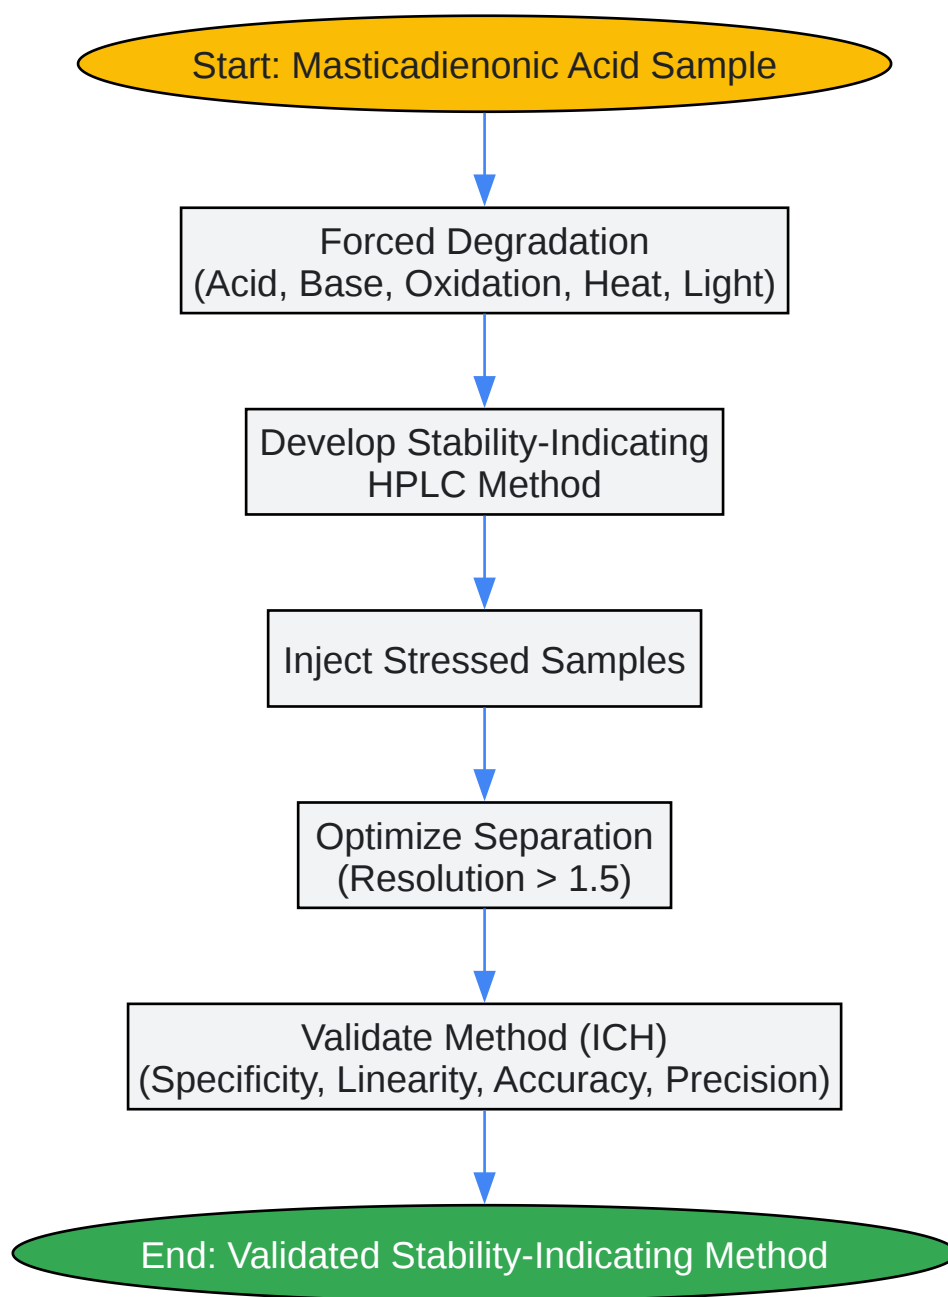 Start: Masticadienonic Acid Sample
Forced Degradation
(Acid, Base, Oxidation, Heat, Light)
Develop Stability-Indicating
HPLC Method
Inject Stressed Samples
Optimize Separation
(Resolution > 1.5)
Validate Method (ICH)
(Specificity, Linearity, Accuracy, Precision)
End: Validated Stability-Indicating Method